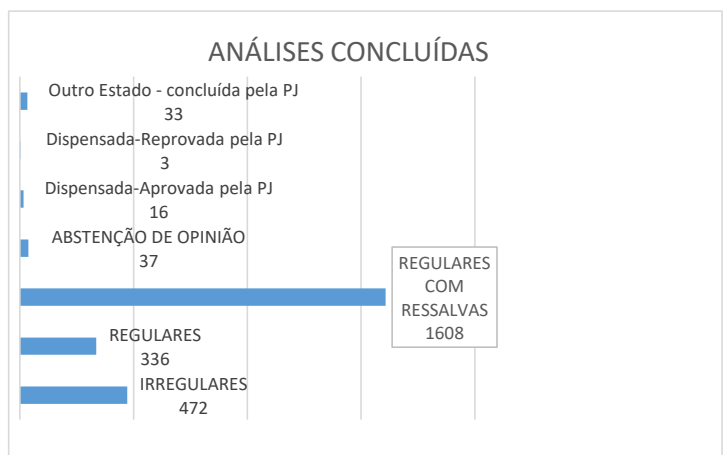 ANÁLISES CONCLUÍDAS
Outro Estado - concluída pela PJ
33
Dispensada-Reprovada pela PJ
3
Dispensada-Aprovada pela PJ
16
ABSTENÇÃO DE OPINIÃO
37
REGULARES
COM
RESSALVAS
1608
REGULARES
336
IRREGULARES
472